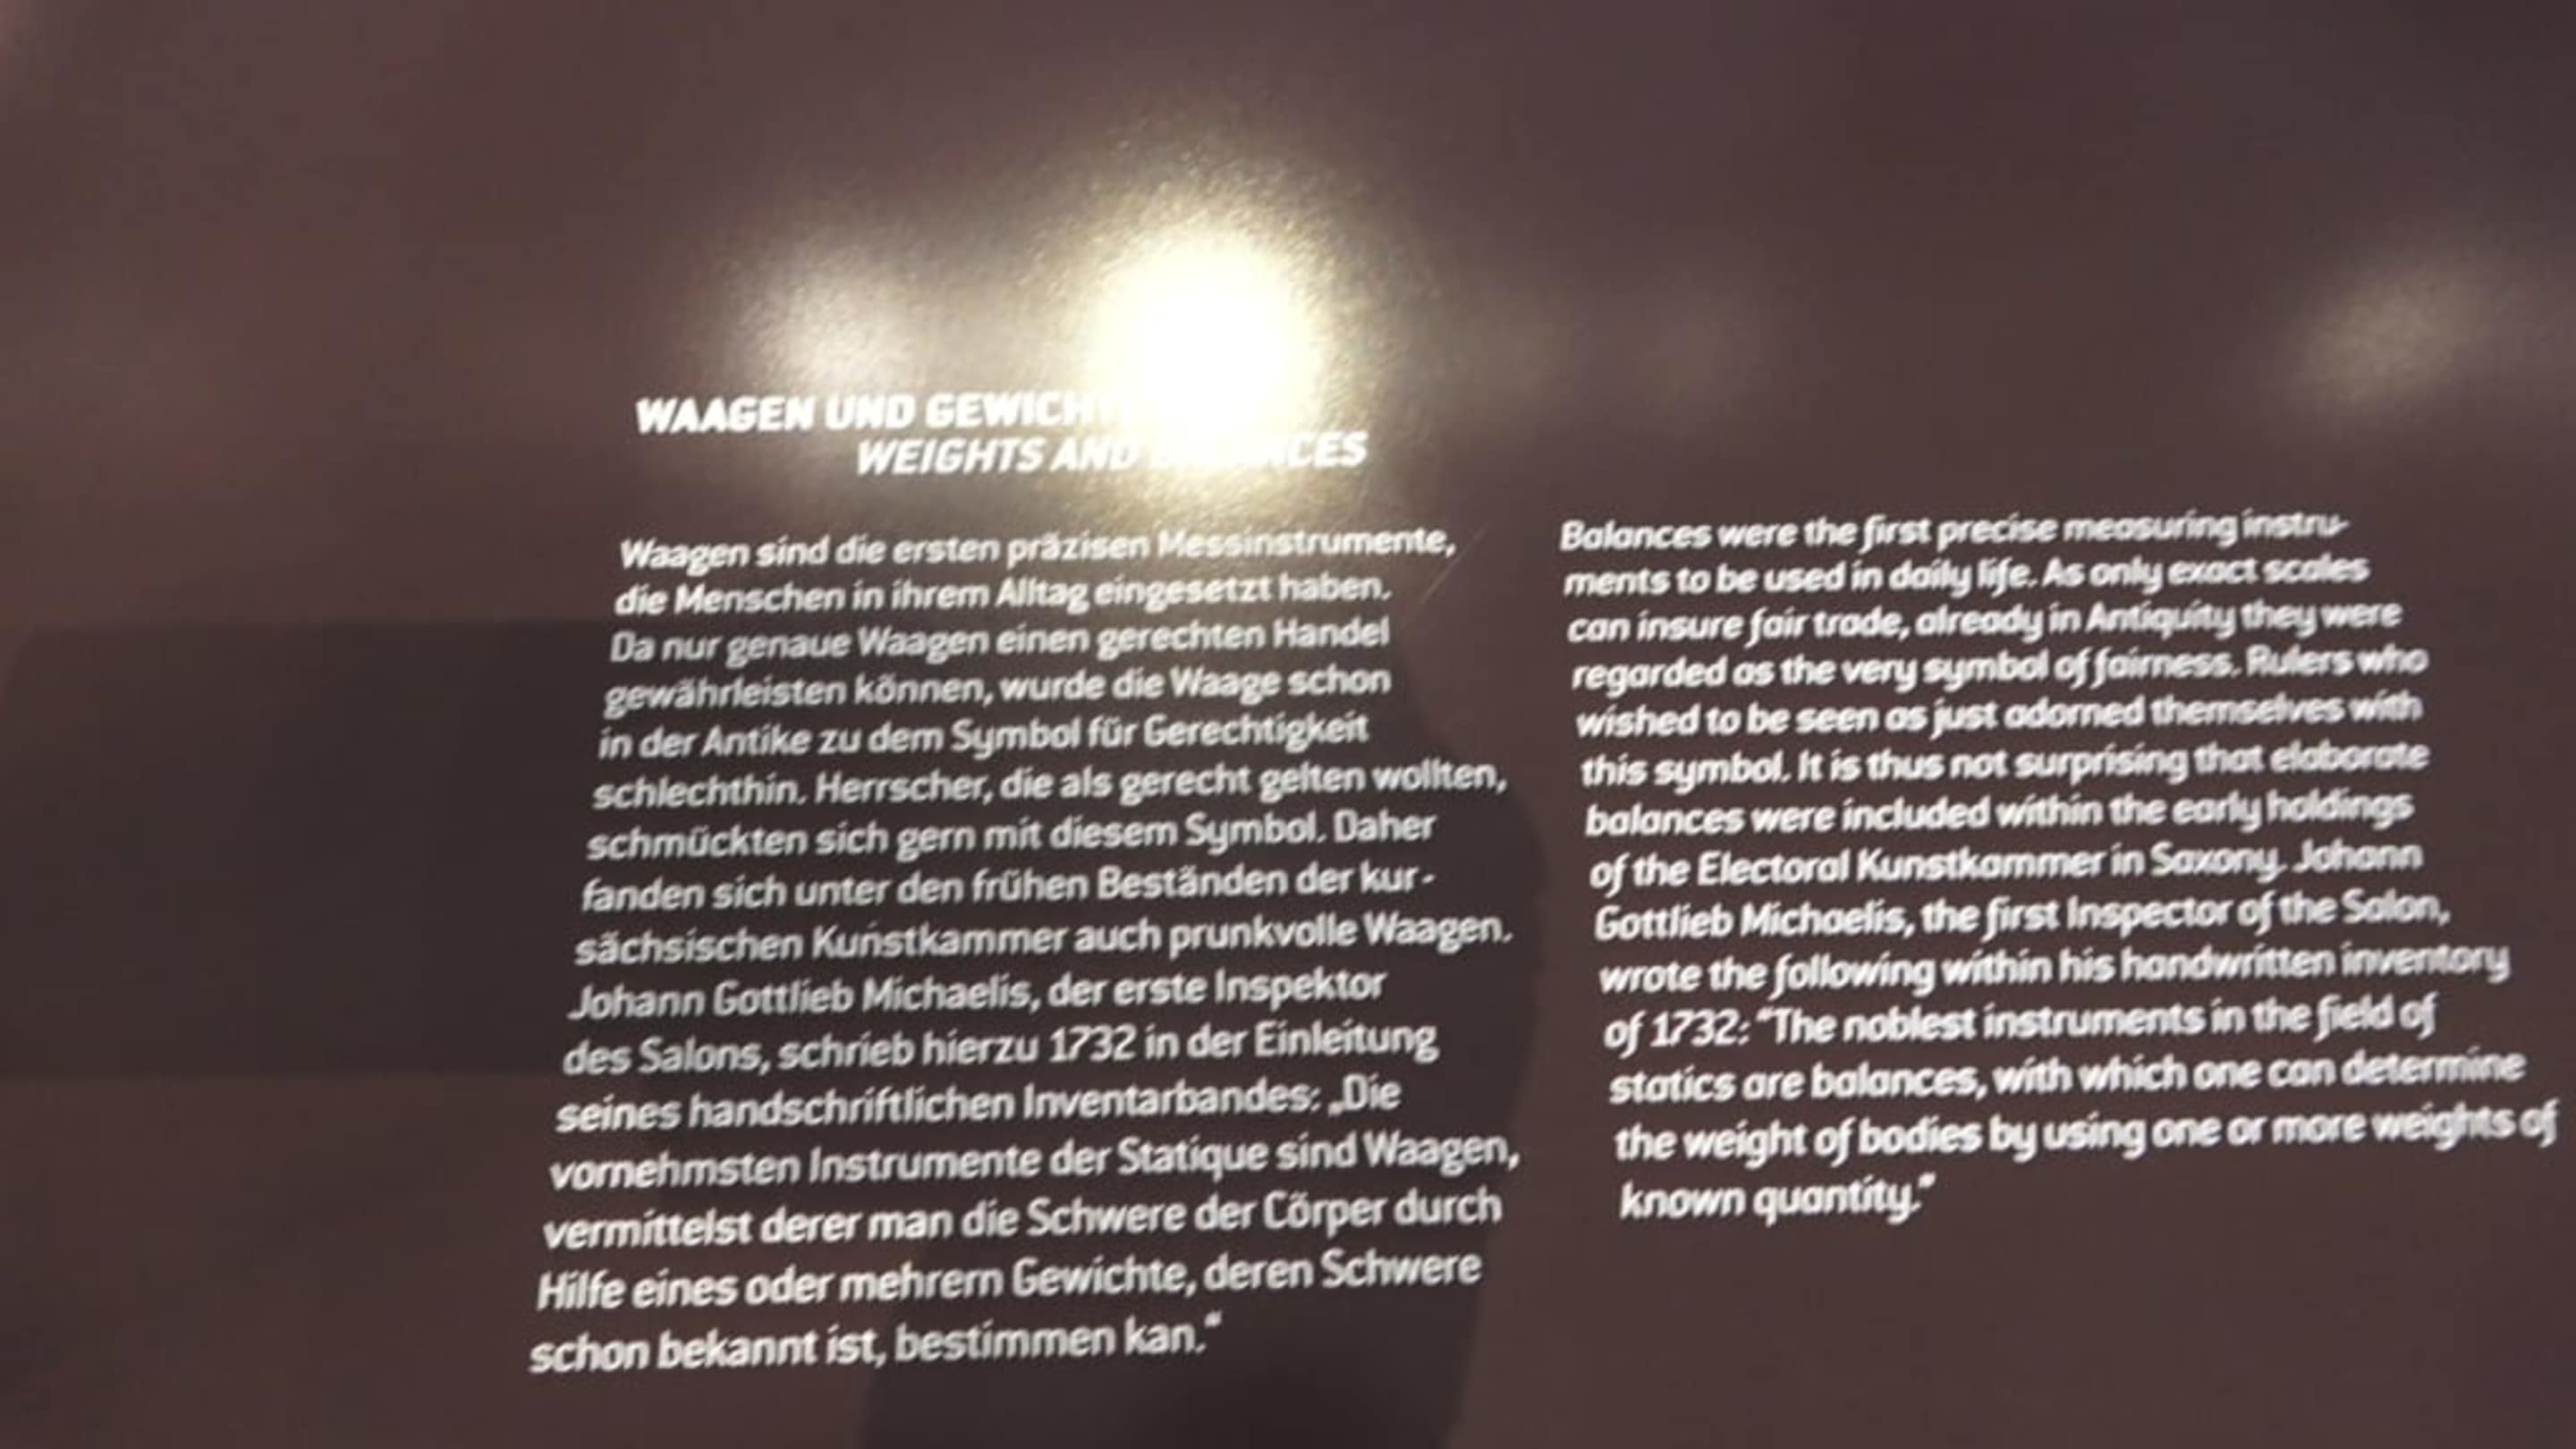 WAAGEN UND
WEIGHTS AND
Waagen sind die ersten präzisen Messinstrumente,
die Menschen in ihrem Alltag eingesetzt haben.
Da nur genaue Waagen einen gerechten Handel
gewährleisten können, wurde die Waage schon
in der Antike zu dem Symbol für Gerechtigkeit
schlechthin. Herrscher, die als gerecht gelten wollten,
schmückten sich gern mit diesem Symbol. Daher
fanden sich unter den frühen Beständen der kur-
sächsischen Kunstkammer auch prunkvolle Waagen.
Johann Gottlieb Michaelis, der erste Inspektor
des Salons, schrieb hierzu 1732 in der Einleitung
seines handschriftlichen Inventarbandes: „Die
vornehmsten Instrumente der Statique sind Waagen,
vermittelst derer man die Schwere der Cörper durch
Hilfe eines oder mehrern Gewichte, deren Schwere
schon bekannt ist, bestimmen kan.“
Balances were the first precise measuring instru-
ments to be used in daily life. As only exact scales
can insure fair trade, already in Antiquity they were
regarded as the very symbol of fairness. Rulers who
wished to be seen as just adorned themselves with
this symbol. It is thus not surprising that elaborate
balances were included within the early holdings
of the Electoral Kunstkammer in Saxony. Johann
Gottlieb Michaelis, the first Inspector of the Salon,
wrote the following within his handwritten inventory
of 1732: “The noblest instruments in the field of
statics are balances, with which one can determine
the weight of bodies by using one or more weights of
known quantity.”